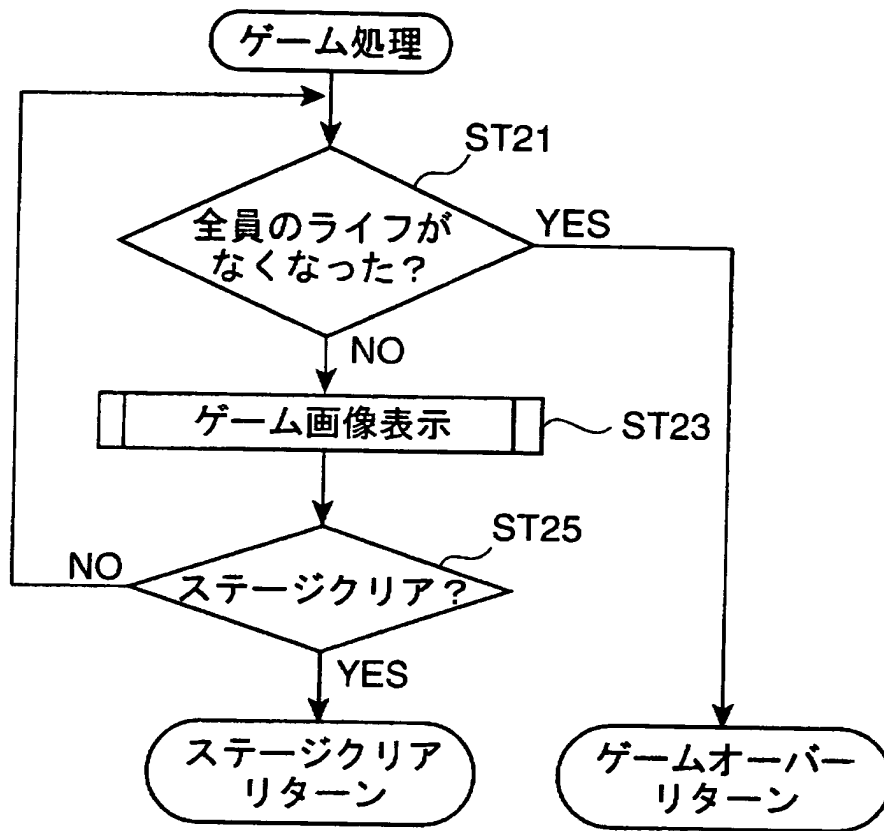 ゲーム処理
ST21
全員のライフが
なくなった？
YES
NO
ゲーム画像表示
ST23
ST25
NO
ステージクリア？
YES
ステージクリア
リターン
ゲームオーバー
リターン